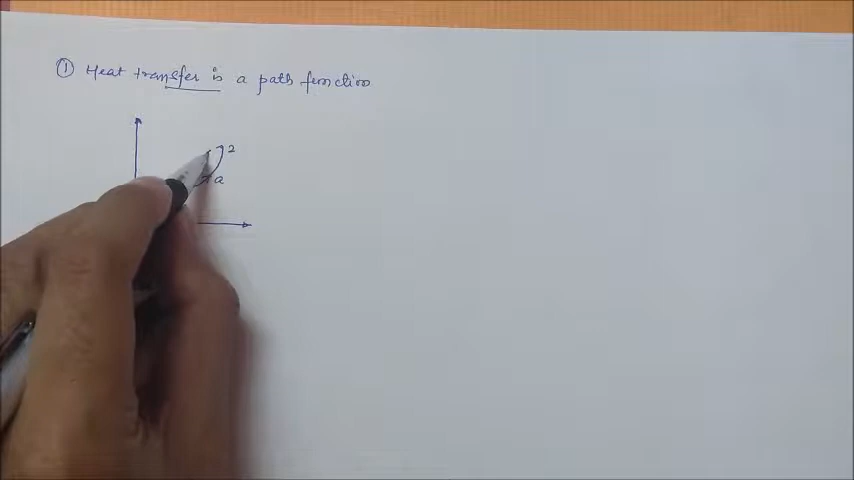 ① Heat transfer is a path function
2
a